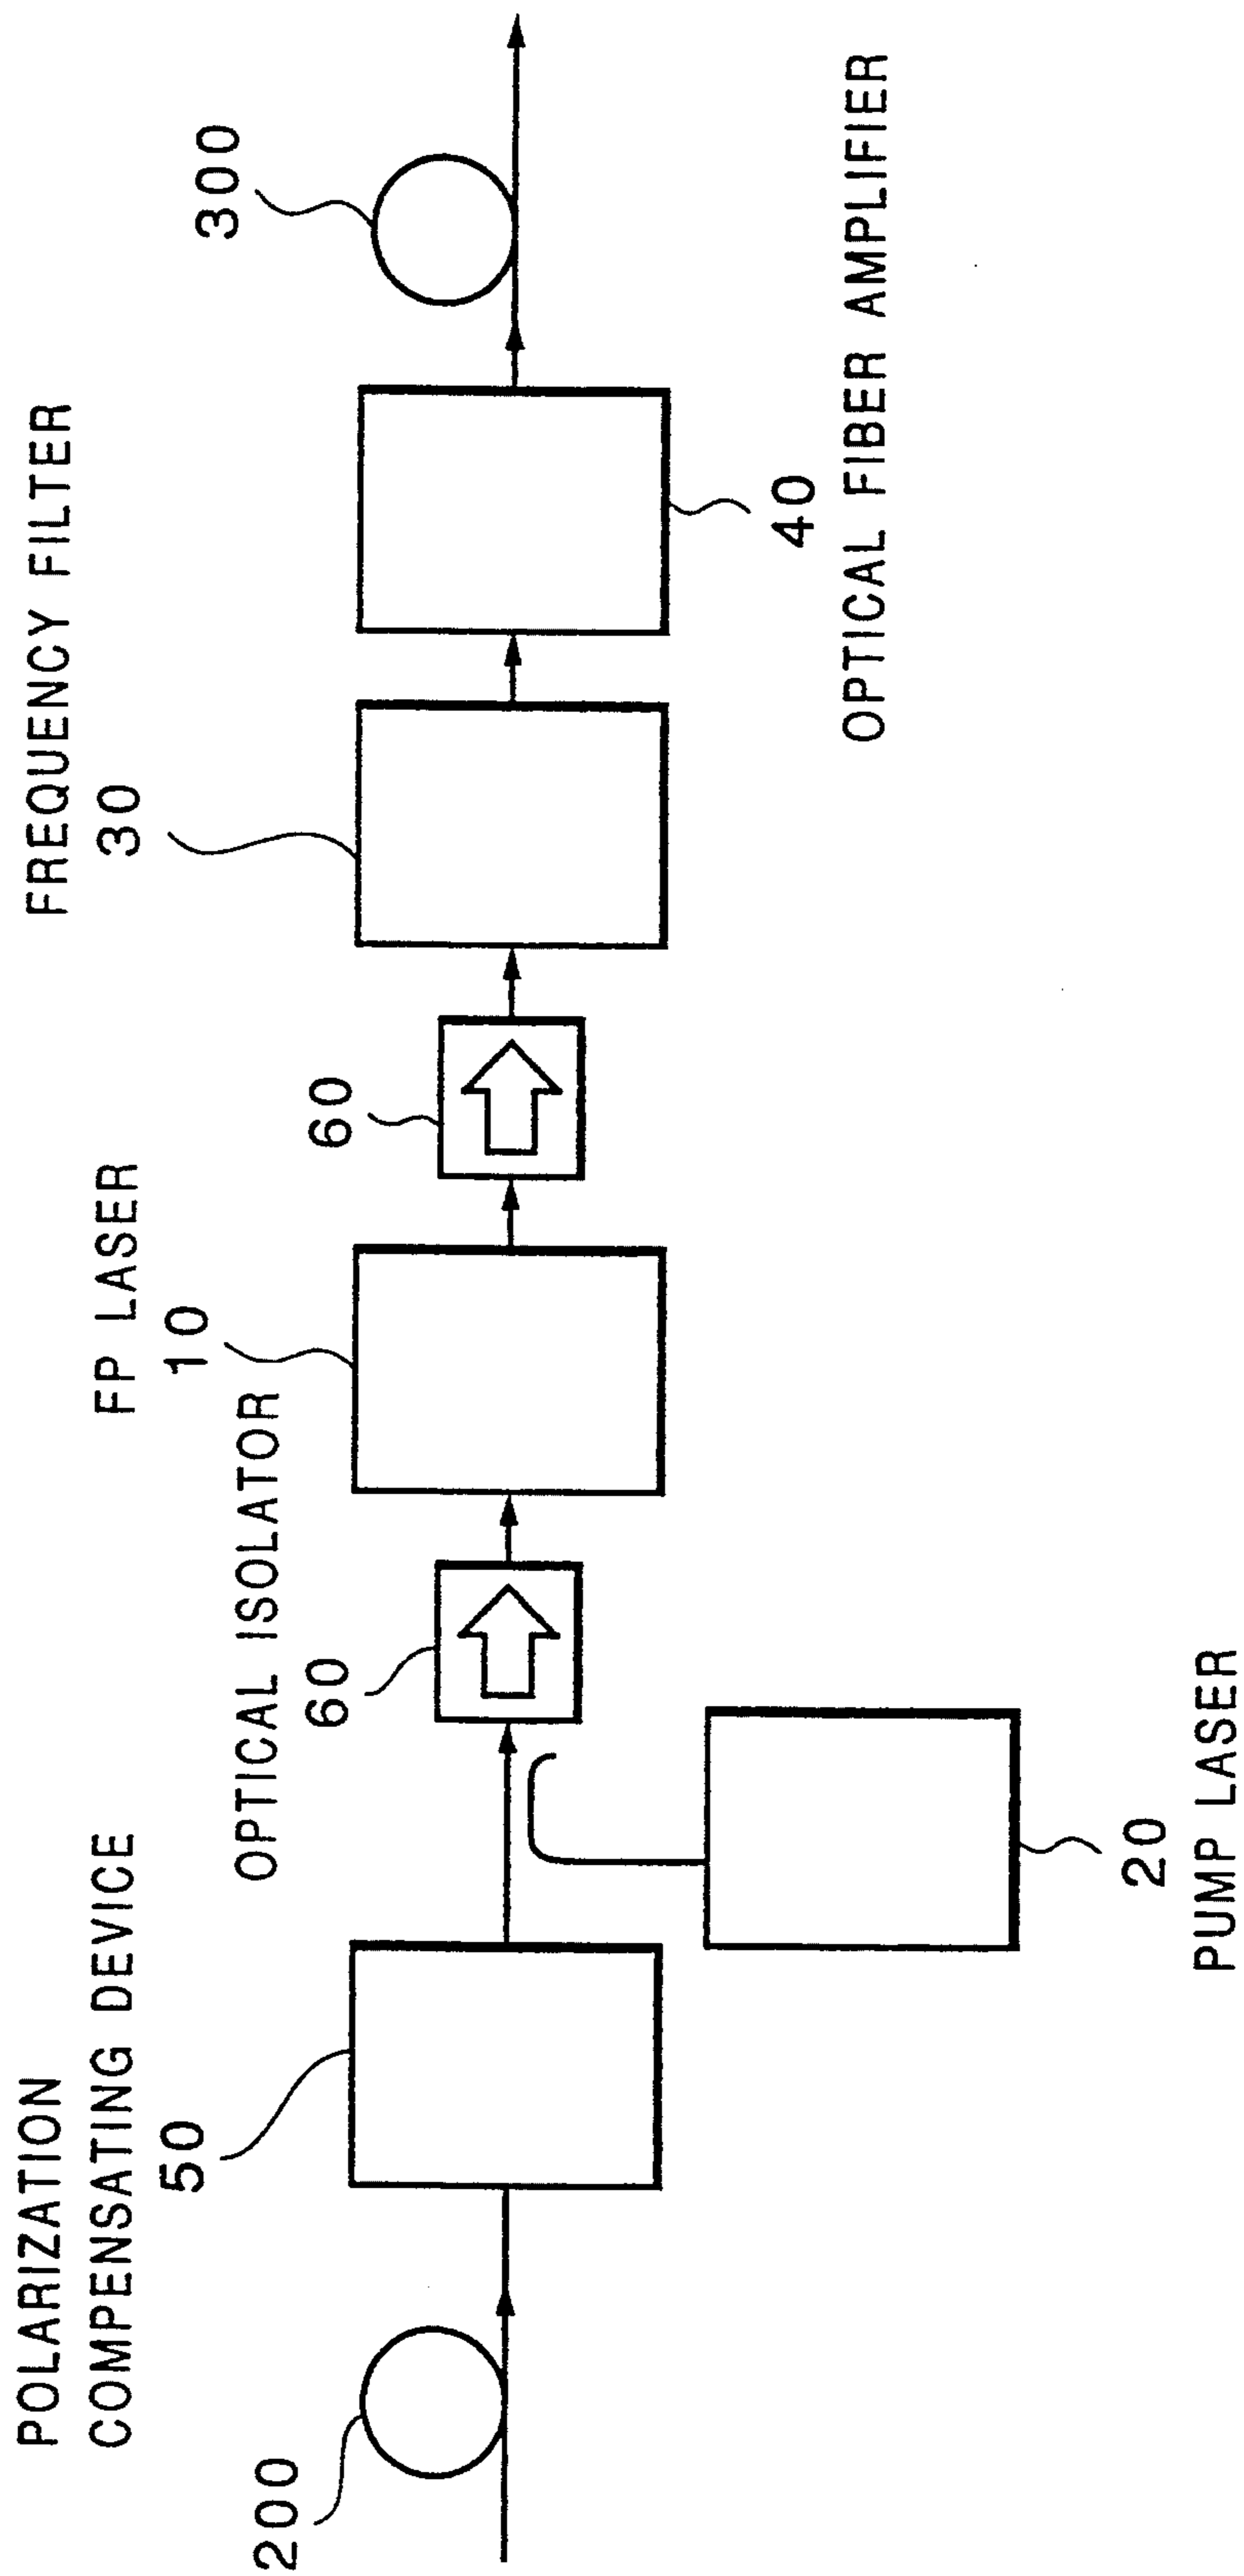 POLARIZATION
COMPENSATING DEVICE
50
200
OPTICAL ISOLATOR
60
FP LASER
10
60
FREQUENCY FILTER
30
300
40
OPTICAL FIBER AMPLIFIER
20
PUMP LASER